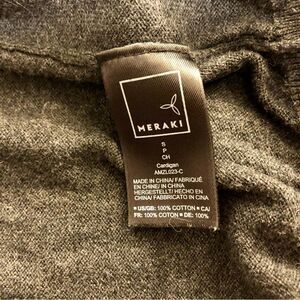 MERAKI
S
P
CH
Cardigan
AMZL023-C
MADE IN CHINA/ FABRIQUÉ
EN CHINE/ IN CINA
HERGESTELLT/ HECHO EN
CHINA/ FABBRICATO IN CINA
● US/GB: 100% COTTON ● CA/
FR: 100% COTON ● DE: 100%